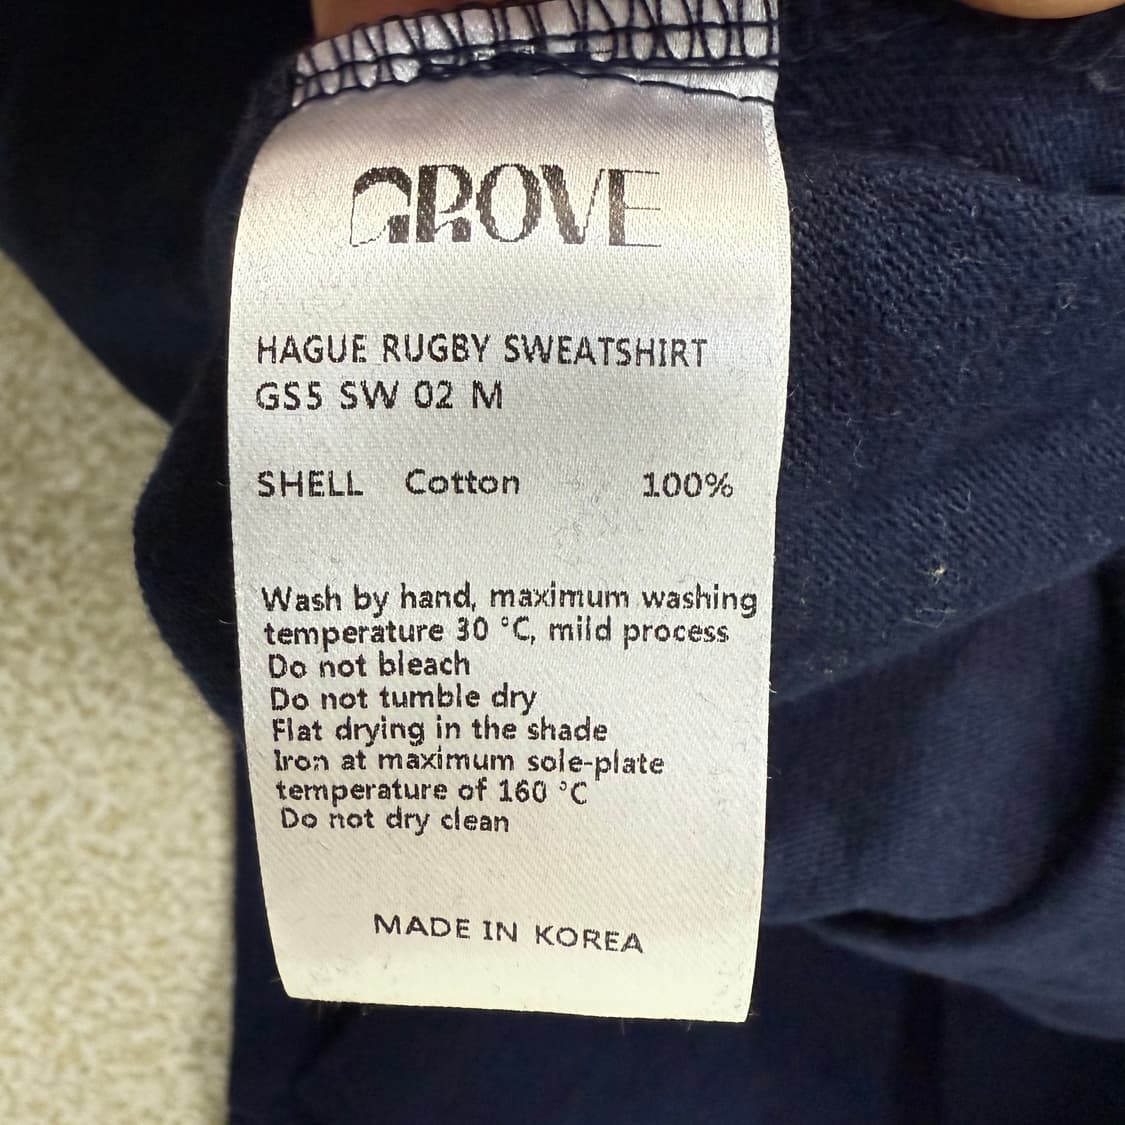 GROVE
HAGUE RUGBY SWEATSHIRT
GS5 SW 02 M
SHELL Cotton 100%
Wash by hand, maximum washing
temperature 30 °C, mild process
Do not bleach
Do not tumble dry
Flat drying in the shade
Iron at maximum sole-plate
temperature of 160 °C
Do not dry clean
MADE IN KOREA